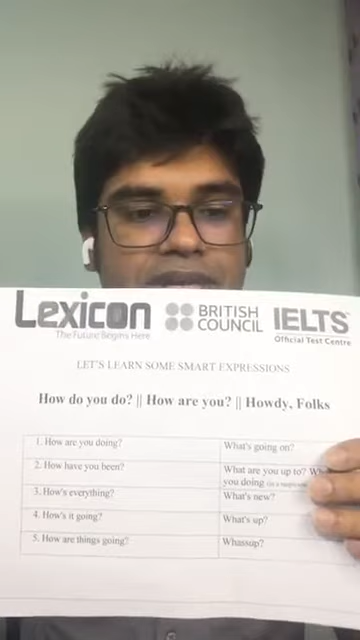 Lexicon
The Future Begins Here
BRITISH
COUNCIL
IELTS
Official Test Centre
LET'S LEARN SOME SMART EXPRESSIONS
How do you do? || How are you? || Howdy, Folks
1. How are you doing? What's going on?
2. How have you been? What are you up to?
you doing
3. How's everything? What's new?
4. How's it going? What's up?
5. How are things going? Whassup?